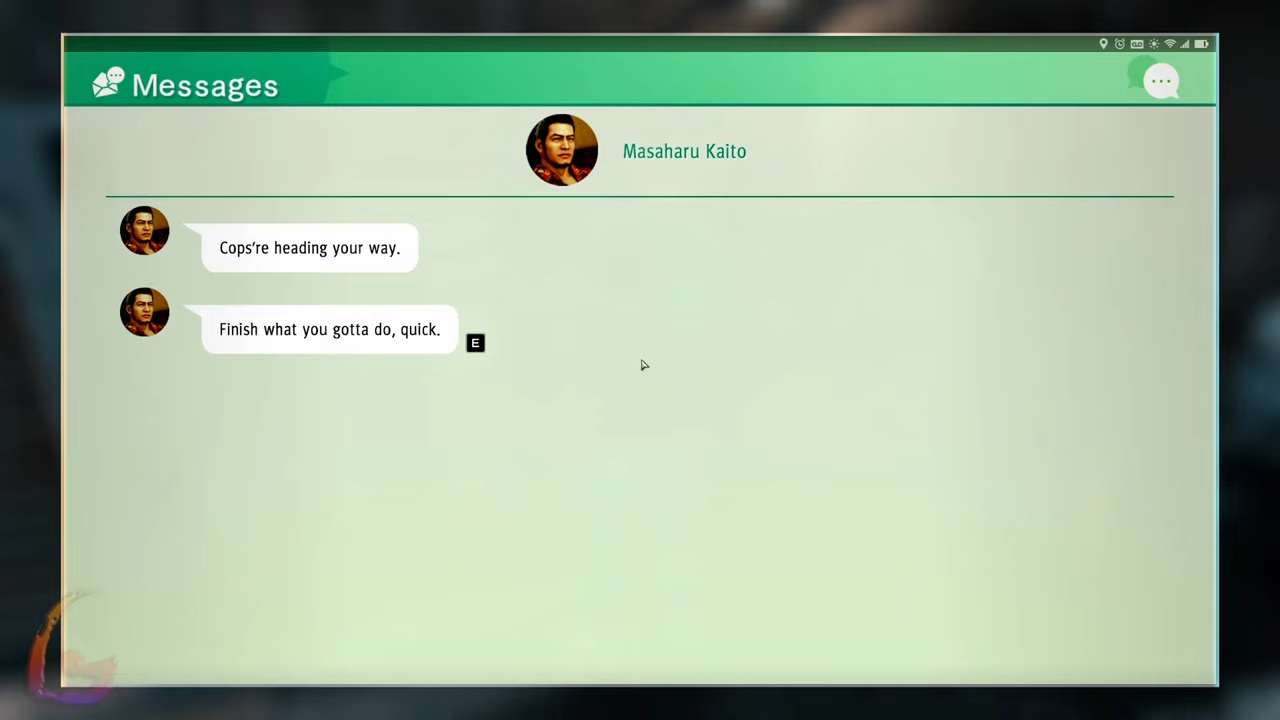 Messages
Masaharu Kaito
Cops're heading your way.
Finish what you gotta do, quick.
E